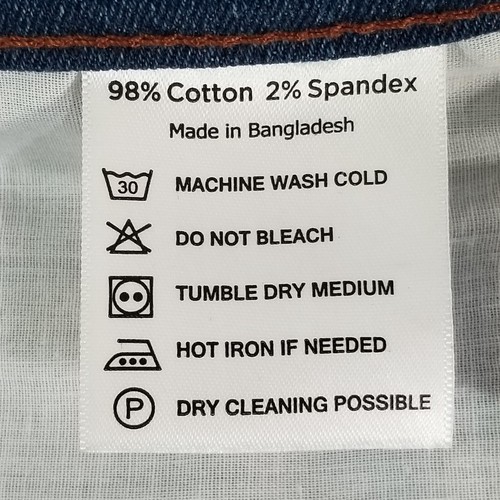 98% Cotton 2% Spandex
Made in Bangladesh
30 MACHINE WASH COLD
DO NOT BLEACH
TUMBLE DRY MEDIUM
HOT IRON IF NEEDED
P DRY CLEANING POSSIBLE